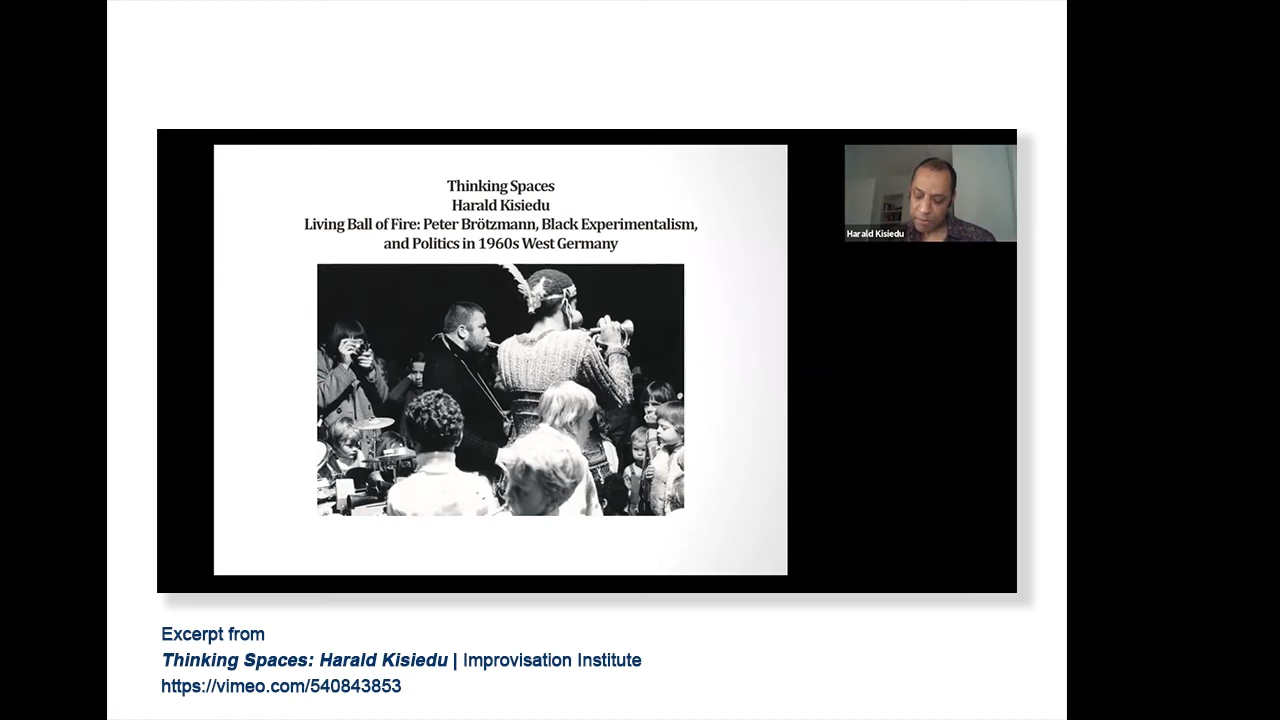 Thinking Spaces
Harald Kisiedu
Living Ball of Fire: Peter Brötzmann, Black Experimentalism,
and Politics in 1960s West Germany
Harald Kisiedu
Excerpt from
Thinking Spaces: Harald Kisiedu | Improvisation Institute
https://vimeo.com/540843853